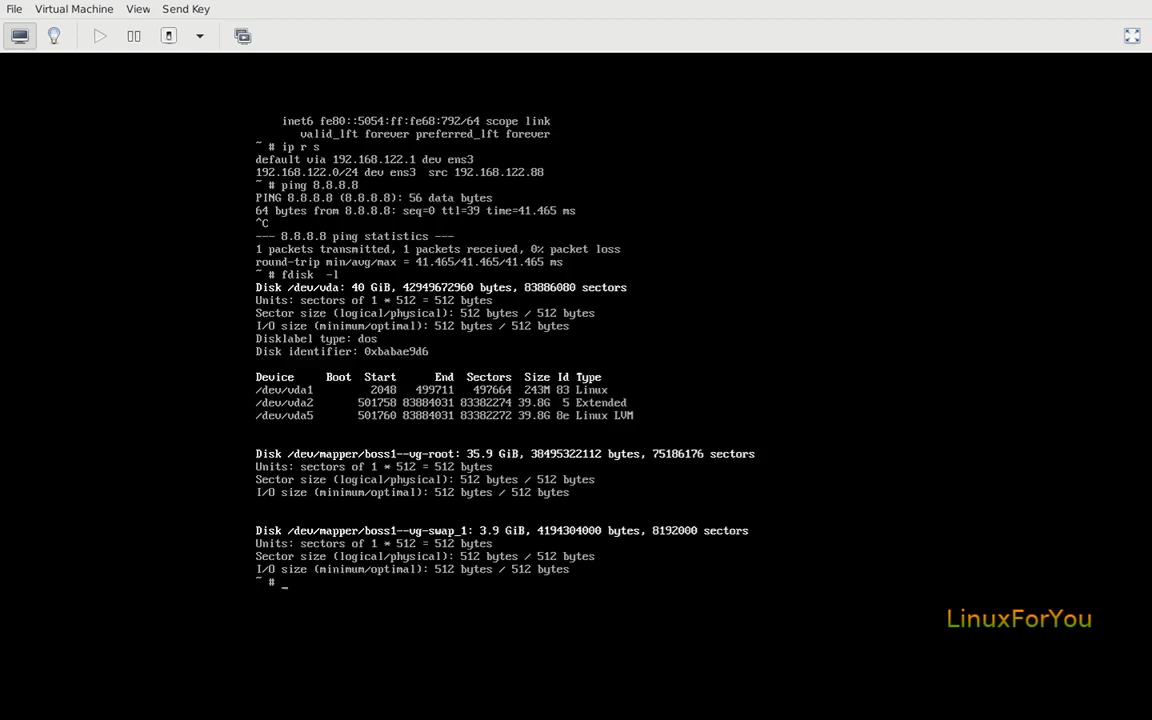 File Virtual Machine View Send Key
inet6 fe80::5054:ff:fe68:792/64 scope link
valid_lft forever preferred_lft forever
~ # ip r s
default via 192.168.122.1 dev ens3
192.168.122.0/24 dev ens3  src 192.168.122.88
~ # ping 8.8.8.8
PING 8.8.8.8 (8.8.8.8): 56 data bytes
64 bytes from 8.8.8.8: seq=0 ttl=39 time=41.465 ms
^C
--- 8.8.8.8 ping statistics ---
1 packets transmitted, 1 packets received, 0% packet loss
round-trip min/avg/max = 41.465/41.465/41.465 ms
~ # fdisk  -l
Disk /dev/vda: 40 GiB, 42949672960 bytes, 83886080 sectors
Units: sectors of 1 * 512 = 512 bytes
Sector size (logical/physical): 512 bytes / 512 bytes
I/O size (minimum/optimal): 512 bytes / 512 bytes
Disklabel type: dos
Disk identifier: 0xbabae9d6
Device     Boot  Start      End  Sectors  Size Id Type
/dev/vda1         2048   499711   497664  243M 83 Linux
/dev/vda2       501758 83884031 83382274 39.8G  5 Extended
/dev/vda5       501760 83884031 83382272 39.8G 8e Linux LVM
Disk /dev/mapper/boss1--vg-root: 35.9 GiB, 38495322112 bytes, 75186176 sectors
Units: sectors of 1 * 512 = 512 bytes
Sector size (logical/physical): 512 bytes / 512 bytes
I/O size (minimum/optimal): 512 bytes / 512 bytes
Disk /dev/mapper/boss1--vg-swap_1: 3.9 GiB, 4194304000 bytes, 8192000 sectors
Units: sectors of 1 * 512 = 512 bytes
Sector size (logical/physical): 512 bytes / 512 bytes
I/O size (minimum/optimal): 512 bytes / 512 bytes
~ # _
LinuxForYou